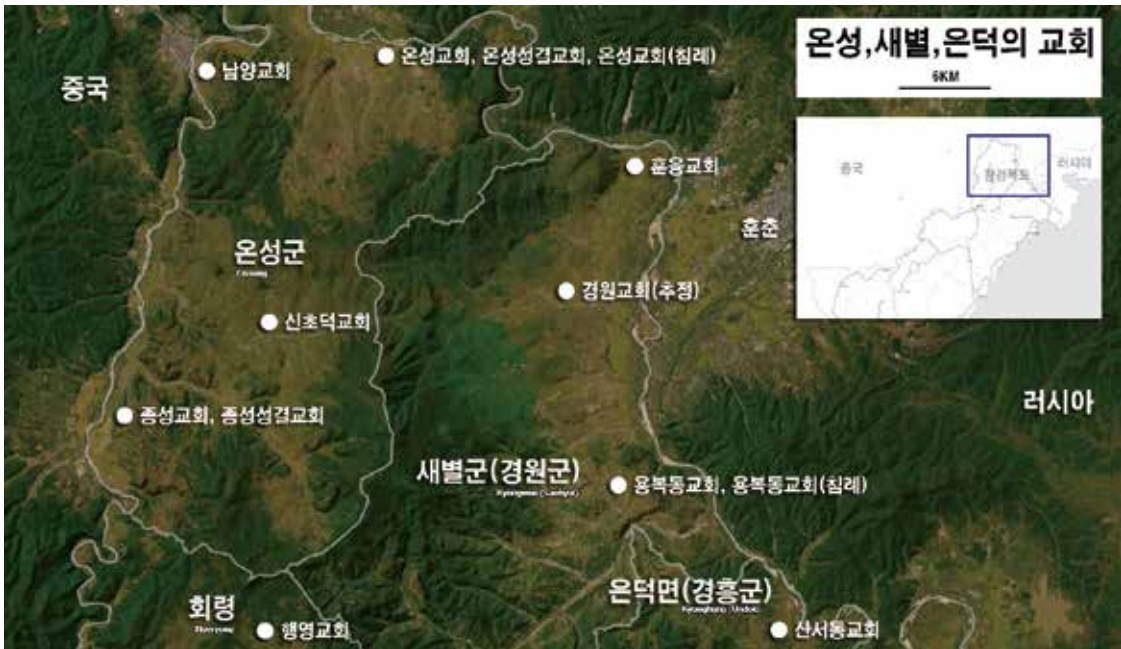 온성,새별,은덕의 교회
6KM
중국
함경북도
러시아
중국
남양교회
온성교회, 온성성결교회, 온성교회(침례)
훈융교회
훈춘
온성군
경원교회(추정)
신초덕교회
러시아
종성교회, 종성성결교회
새별군(경원군)
용복동교회, 용복동교회(침례)
은덕면(경흥군)
회령
행영교회
산서동교회